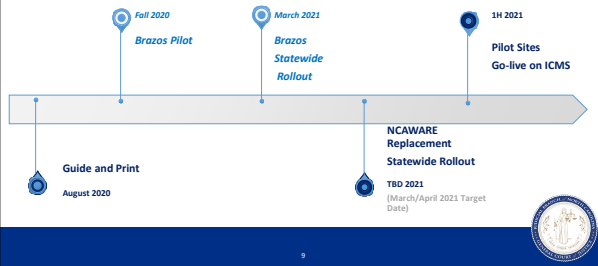 Fall 2020
Brazos Pilot
March 2021
Brazos
Statewide
Rollout
1H 2021
Pilot Sites
Go-live on ICMS
Guide and Print
August 2020
NCAWARE
Replacement
Statewide Rollout
TBD 2021
(March/April 2021 Target
Date)
9